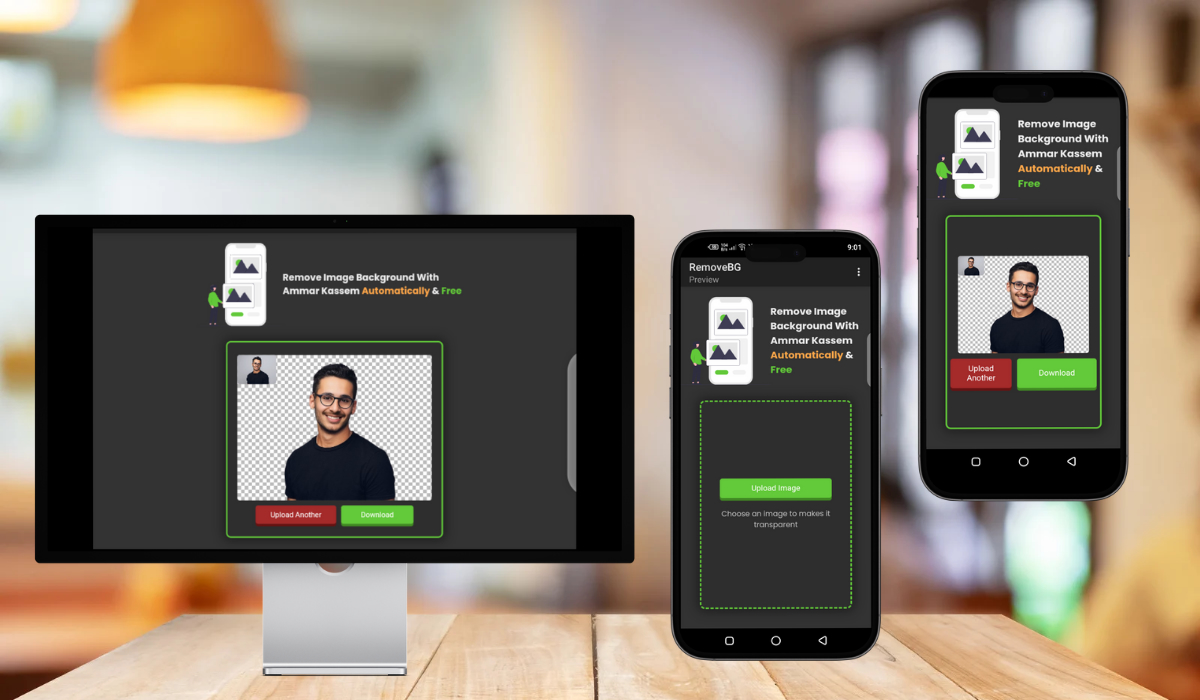 Remove Image Background With
Ammar Kassem Automatically & Free
Upload Another
Download
9:01
RemoveBG
Preview
Remove Image
Background With
Ammar Kassem
Automatically &
Free
Upload Image
Choose an image to makes it
transparent
Remove Image
Background With
Ammar Kassem
Automatically &
Free
Upload
Another
Download